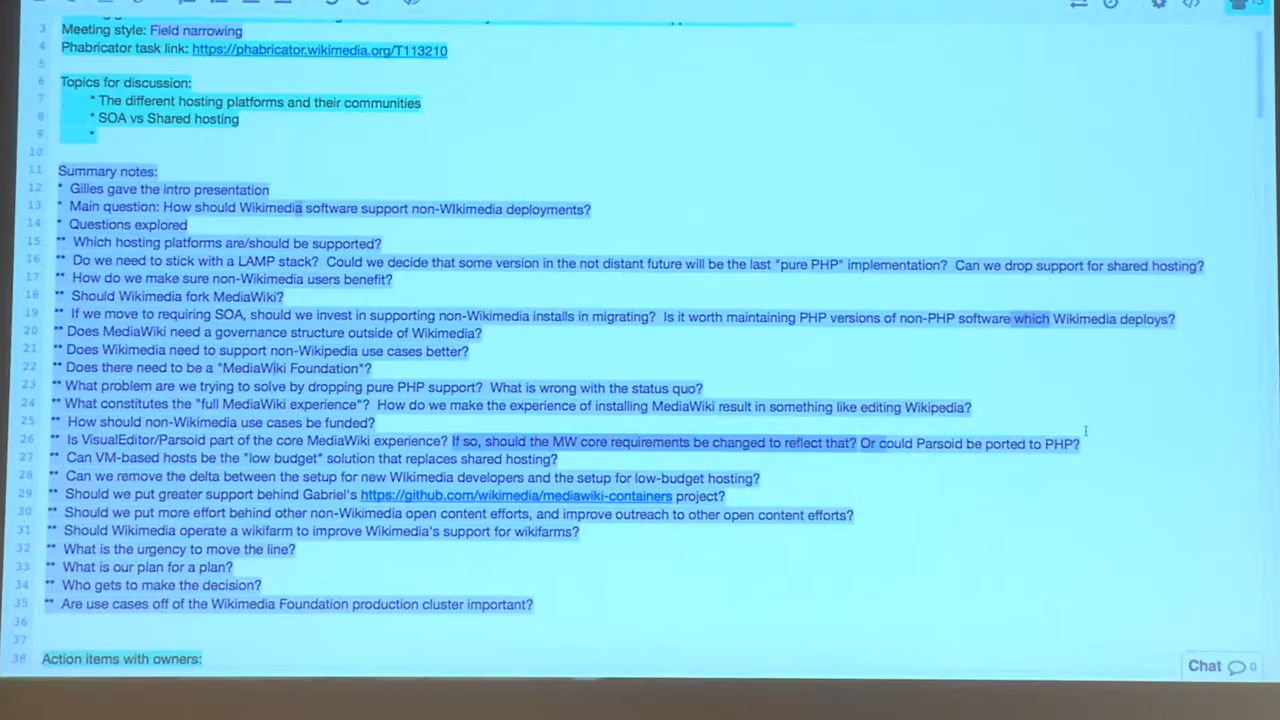 3 Meeting style: Field narrowing
4 Phabricator task link: https://phabricator.wikimedia.org/T113210
5
6 Topics for discussion:
7 * The different hosting platforms and their communities
8 * SOA vs Shared hosting
9 *
10
11 Summary notes:
12 * Gilles gave the intro presentation
13 * Main question: How should Wikimedia software support non-WIkimedia deployments?
14 * Questions explored
15 ** Which hosting platforms are/should be supported?
16 ** Do we need to stick with a LAMP stack? Could we decide that some version in the not distant future will be the last "pure PHP" implementation? Can we drop support for shared hosting?
17 ** How do we make sure non-Wikimedia users benefit?
18 ** Should Wikimedia fork MediaWiki?
19 ** If we move to requiring SOA, should we invest in supporting non-Wikimedia installs in migrating? Is it worth maintaining PHP versions of non-PHP software which Wikimedia deploys?
20 ** Does MediaWiki need a governance structure outside of Wikimedia?
21 ** Does Wikimedia need to support non-Wikipedia use cases better?
22 ** Does there need to be a "MediaWiki Foundation"?
23 ** What problem are we trying to solve by dropping pure PHP support? What is wrong with the status quo?
24 ** What constitutes the "full MediaWiki experience"? How do we make the experience of installing MediaWiki result in something like editing Wikipedia?
25 ** How should non-Wikimedia use cases be funded?
26 ** Is VisualEditor/Parsoid part of the core MediaWiki experience? If so, should the MW core requirements be changed to reflect that? Or could Parsoid be ported to PHP?
27 ** Can VM-based hosts be the "low budget" solution that replaces shared hosting?
28 ** Can we remove the delta between the setup for new WIkimedia developers and the setup for low-budget hosting?
29 ** Should we put greater support behind Gabriel's https://github.com/wikimedia/mediawiki-containers project?
30 ** Should we put more effort behind other non-Wikimedia open content efforts, and improve outreach to other open content efforts?
31 ** Should Wikimedia operate a wikifarm to improve Wikimedia's support for wikifarms?
32 ** What is the urgency to move the line?
33 ** What is our plan for a plan?
34 ** Who gets to make the decision?
35 ** Are use cases off of the Wikimedia Foundation production cluster important?
36
37
38 Action items with owners:
Chat 0